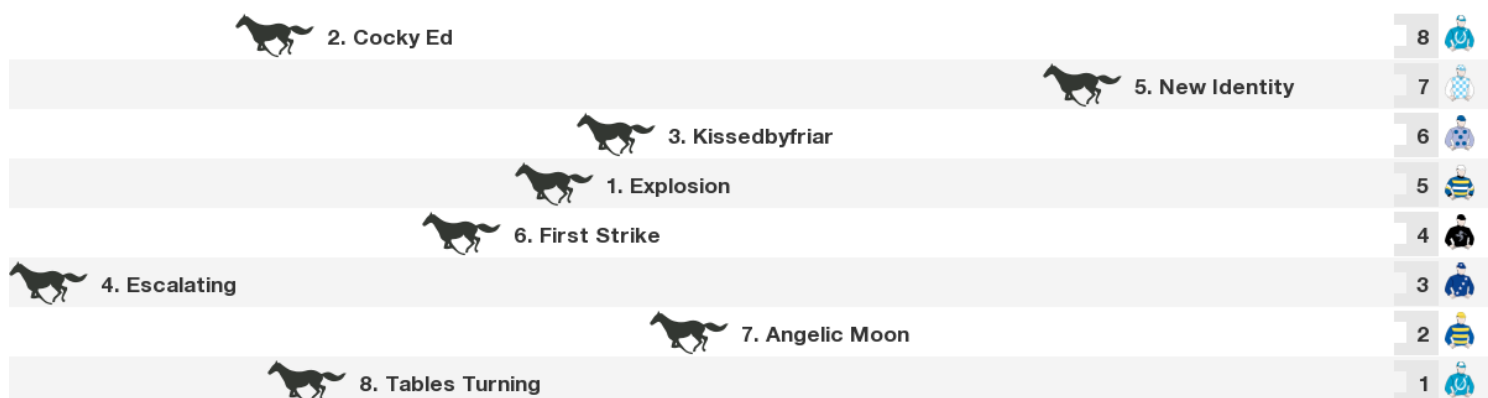 2. Cocky Ed 8
5. New Identity 7
3. Kissedbyfriar 6
1. Explosion 5
6. First Strike 4
4. Escalating 3
7. Angelic Moon 2
8. Tables Turning 1